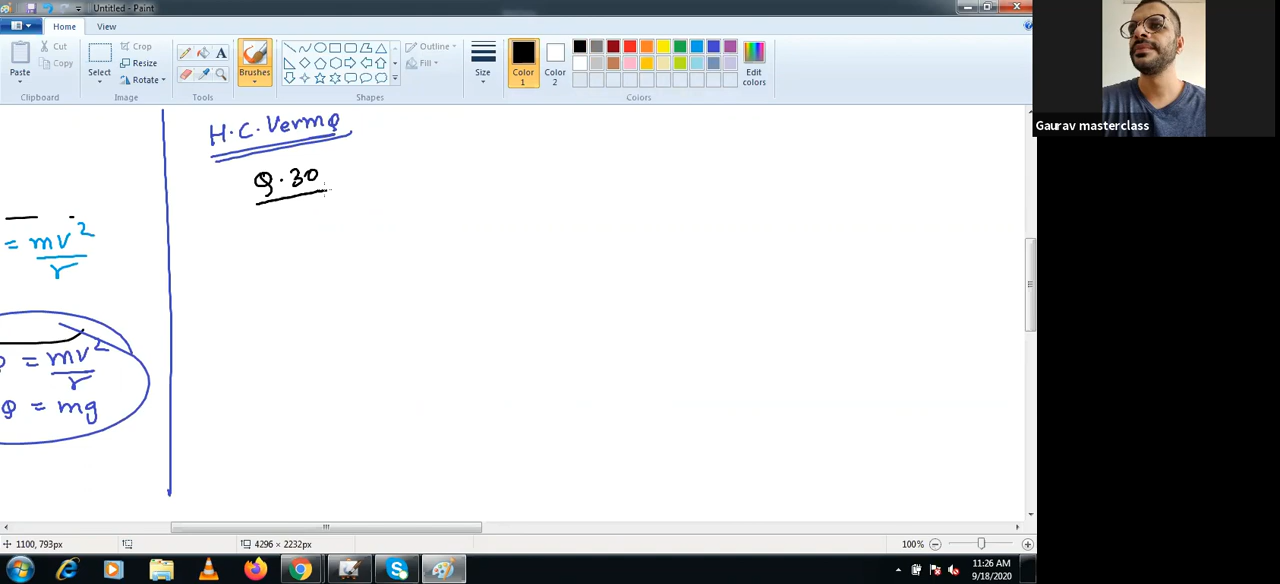 Untitled - Paint
Home View
Cut
Copy
Paste
Crop
Resize
Rotate
Select
A
Brushes
Outline
Fill
Size
Color 1
Color 2
Edit colors
Clipboard
Image
Tools
Shapes
Colors
Gaurav masterclass
H.C.Verma
Q.30
= mv²
r
= mv²
r
= mg
1100, 793px
4296 × 2232px
100%
11:26 AM
9/18/2020